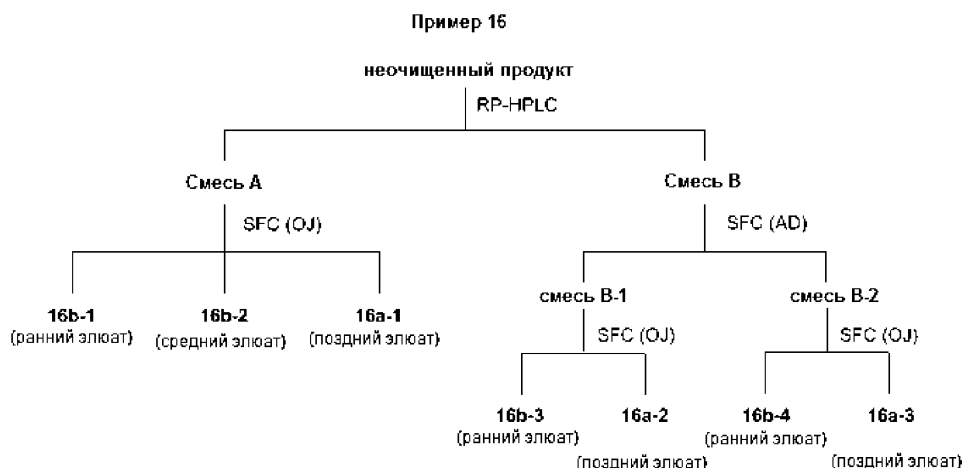 Пример 16
неочищенный продукт
RP-HPLC
Смесь A
Смесь B
SFC (OJ)
SFC (AD)
смесь B-1
смесь B-2
16b-1
16b-2
16a-1
(ранний элюат)
(средний элюат)
(поздний элюат)
SFC (OJ)
SFC (OJ)
16b-3
16a-2
16b-4
16a-3
(ранний элюат)
(ранний элюат)
(поздний элюат)
(поздний элюат)